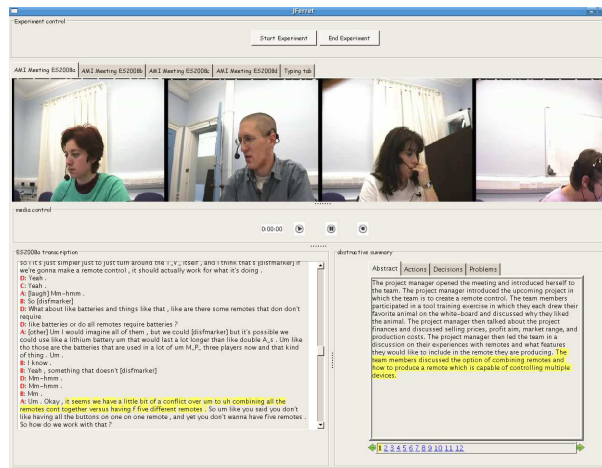 JFerret
Experiment control
Start Experiment
End Experiment
AMI Meeting ES2008a
AMI Meeting ES2008b
AMI Meeting ES2008c
AMI Meeting ES2008d
Typing tab
media control
0:00:00
ES2008a transcription
so i it's just simpler just to just turn around the T_V_ itself , and I think that's [disfmarker] if
we're gonna make a remote control , it should actually work for what it's doing .
D: Yeah .
C: Yeah .
A: [laugh] Mm-hmm .
B: So [disfmarker]
D: What about like batteries and things like that , like are there some remotes that don don't
require
D: like batteries or do all remotes require batteries ?
A: [other] Um I would imagine all of them , but we could [disfmarker] but it's possible we
could use like a lithium battery um that would last a lot longer than like double A_s . Um like
tho those are the batteries that are used in a lot of um M_P_ three players now and that kind
of thing . Um .
B: I know .
B: Yeah , something that doesn't [disfmarker]
D: Mm-hmm .
D: Mm-hmm .
B: Mm .
A: Um . Okay , it seems we have a little bit of a conflict over um to uh combining all the
remotes cont together versus having f five different remotes . So um like you said you don't
like having all the buttons on one on one remote , and yet you don't wanna have five remotes .
So how do we work with that ?
abstractive summary
Abstract
Actions
Decisions
Problems
The project manager opened the meeting and introduced herself to
the team. The project manager introduced the upcoming project in
which the team is to create a remote control. The team members
participated in a tool training exercise in which they each drew their
favorite animal on the white-board and discussed why they liked
the animal. The project manager then talked about the project
finances and discussed selling prices, profit aim, market range, and
production costs. The project manager then led the team in a
discussion on their experiences with remotes and what features
they would like to include in the remote they are producing. The
team members discussed the option of combining remotes and
how to produce a remote which is capable of controlling multiple
devices.
1 2 3 4 5 6 7 8 9 10 11 12